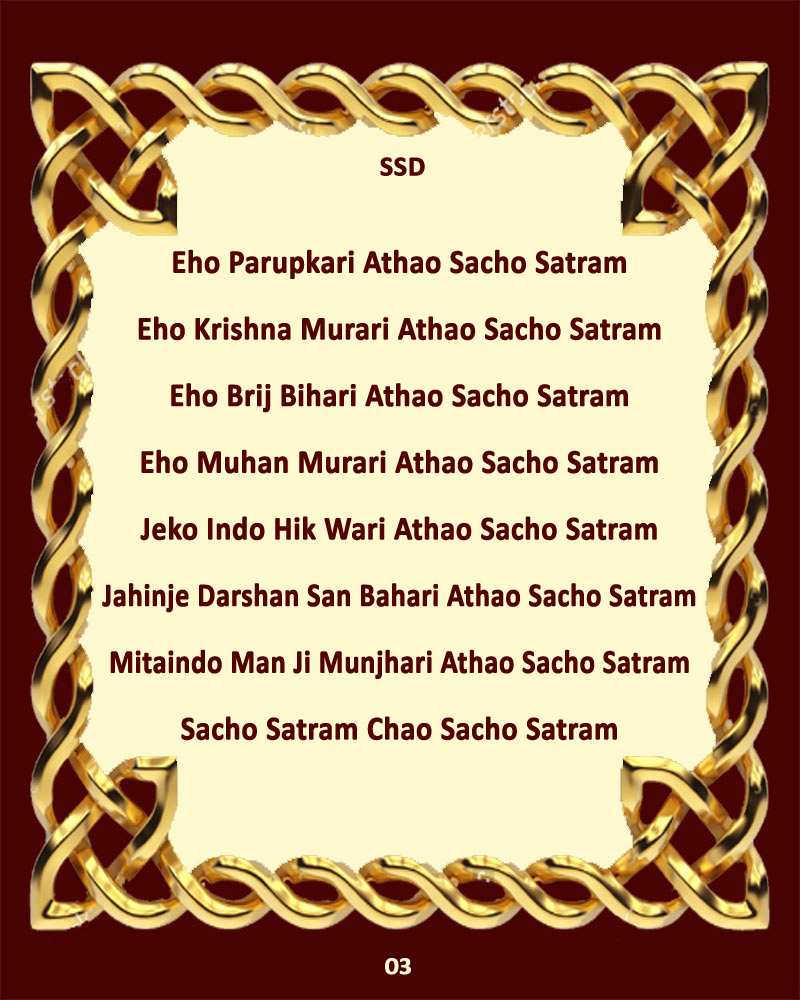 SSD
Eho Parupkari Athao Sacho Satram
Eho Krishna Murari Athao Sacho Satram
Eho Brij Bihari Athao Sacho Satram
Eho Muhan Murari Athao Sacho Satram
Jeko Indo Hik Wari Athao Sacho Satram
Jahinje Darshan San Bahari Athao Sacho Satram
Mitaindo Man Ji Munjhari Athao Sacho Satram
Sacho Satram Chao Sacho Satram
03